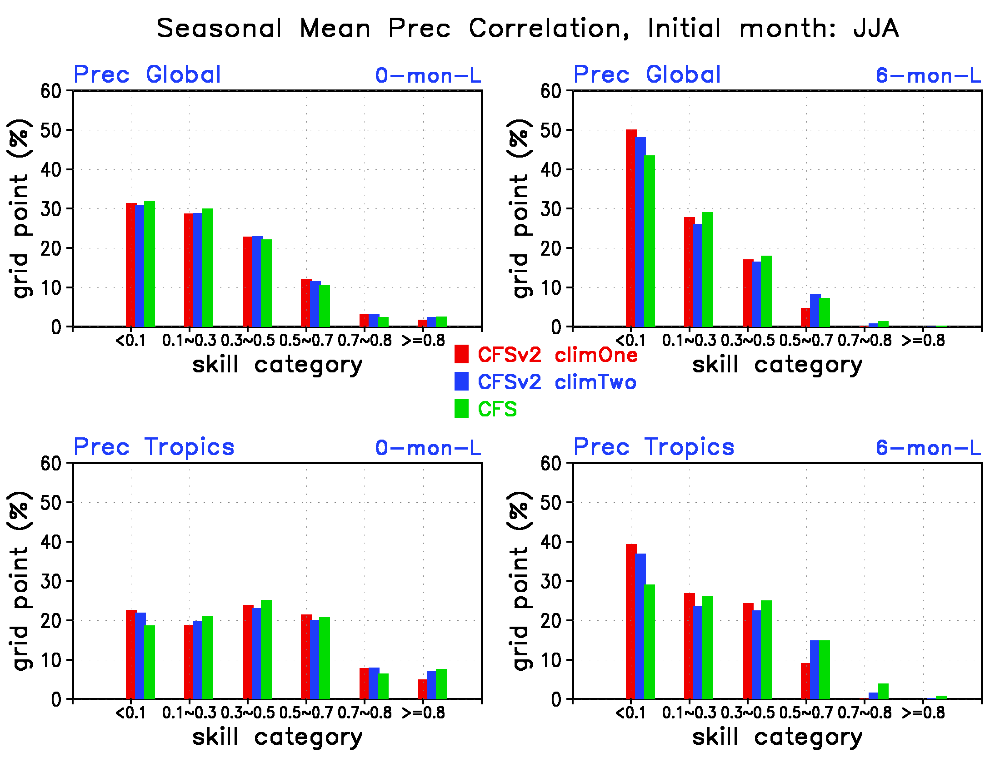 Seasonal Mean Prec Correlation, Initial month: JJA
Prec Global 0-mon-L
60
50
40
30
20
10
0
grid point (%)
<0.1 0.1~0.3 0.3~0.5 0.5~0.7 0.7~0.8 >=0.8
skill category
Prec Global 6-mon-L
60
50
40
30
20
10
0
grid point (%)
<0.1 0.1~0.3 0.3~0.5 0.5~0.7 0.7~0.8 >=0.8
skill category
CFSv2 climOne
CFSv2 climTwo
CFS
Prec Tropics 0-mon-L
60
50
40
30
20
10
0
grid point (%)
<0.1 0.1~0.3 0.3~0.5 0.5~0.7 0.7~0.8 >=0.8
skill category
Prec Tropics 6-mon-L
60
50
40
30
20
10
0
grid point (%)
<0.1 0.1~0.3 0.3~0.5 0.5~0.7 0.7~0.8 >=0.8
skill category